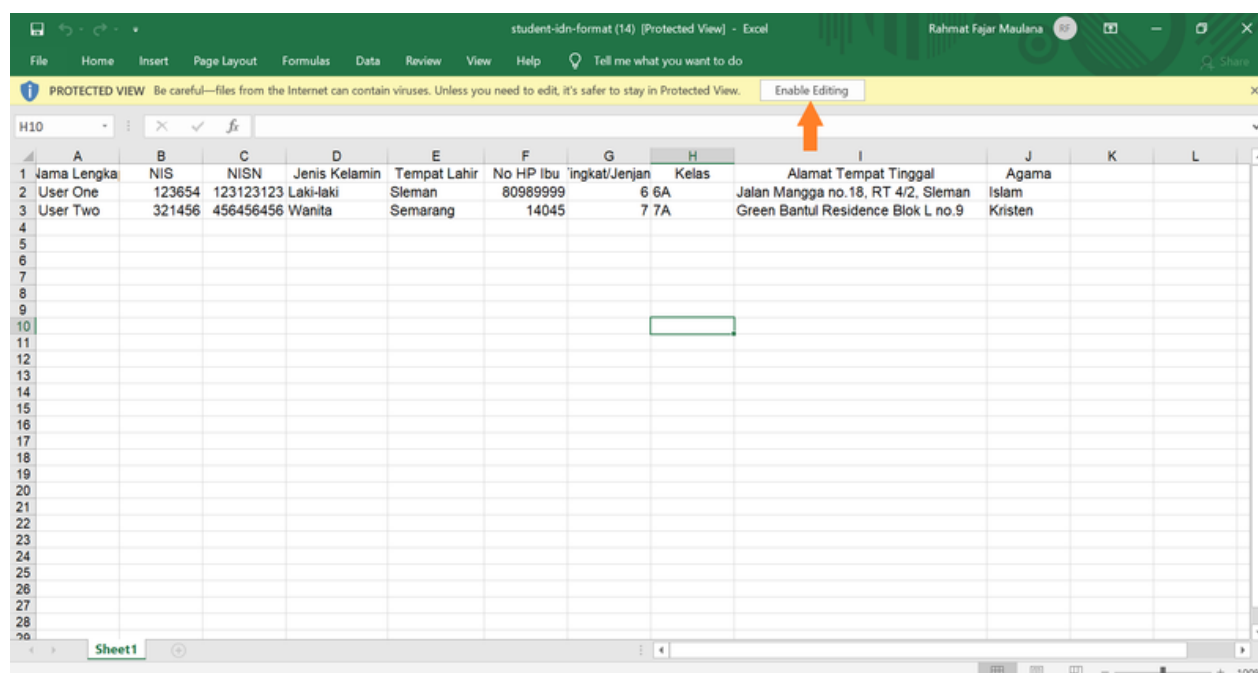 student-idn-format (14) [Protected View] - Excel
Rahmat Fajar Maulana RF
File Home Insert Page Layout Formulas Data Review View Help Tell me what you want to do Share
PROTECTED VIEW Be careful—files from the Internet can contain viruses. Unless you need to edit, it's safer to stay in Protected View. Enable Editing
H10 fx
A B C D E F G H I J K L
1 Nama Lengka NIS NISN Jenis Kelamin Tempat Lahir No HP Ibu Tingkat/Jenjan Kelas Alamat Tempat Tinggal Agama
2 User One 123654 123123123 Laki-laki Sleman 80989999 6 6A Jalan Mangga no.18, RT 4/2, Sleman Islam
3 User Two 321456 456456456 Wanita Semarang 14045 7 7A Green Bantul Residence Blok L no.9 Kristen
4
5
6
7
8
9
10
11
12
13
14
15
16
17
18
19
20
21
22
23
24
25
26
27
28
29
Sheet1
100%